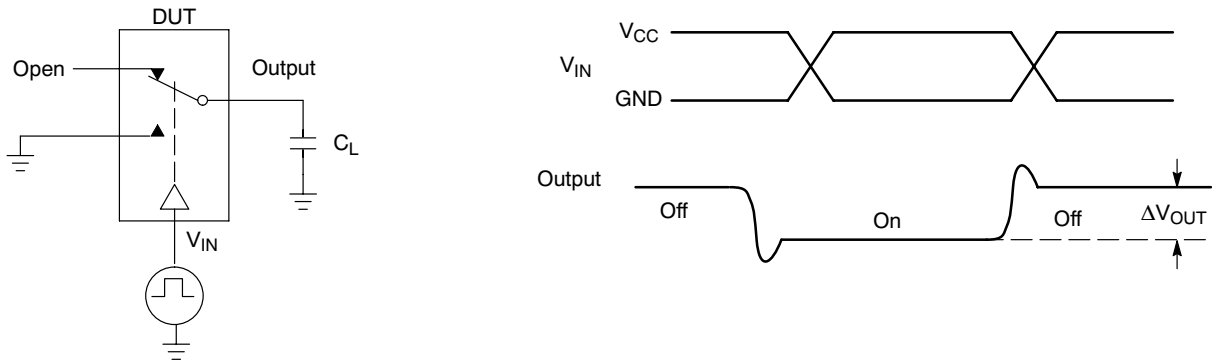 DUT
Open
Output
C_L
V_IN
V_CC
V_IN
GND
Output
Off
On
Off
ΔV_OUT